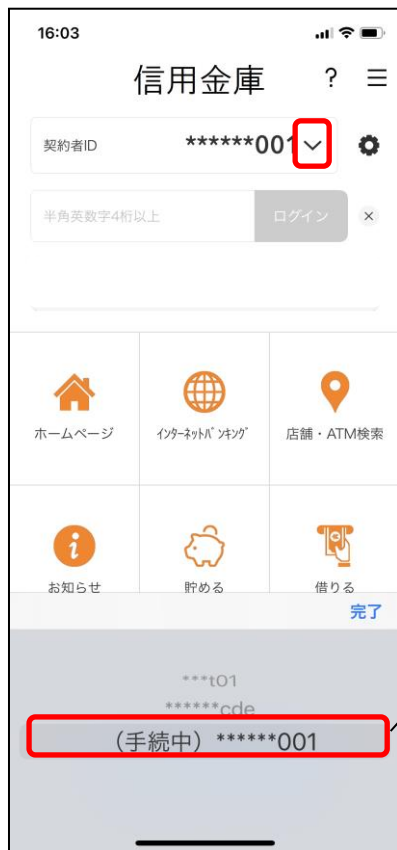 16:03
信用金庫 ?
契約者ID ******001
半角英数字4桁以上 ログイン ×
ホームページ ｲﾝﾀｰﾈｯﾄﾊﾞﾝｷﾝｸﾞ 店舗・ATM検索
お知らせ 貯める 借りる
完了
***t01
******cde
（手続中）******001